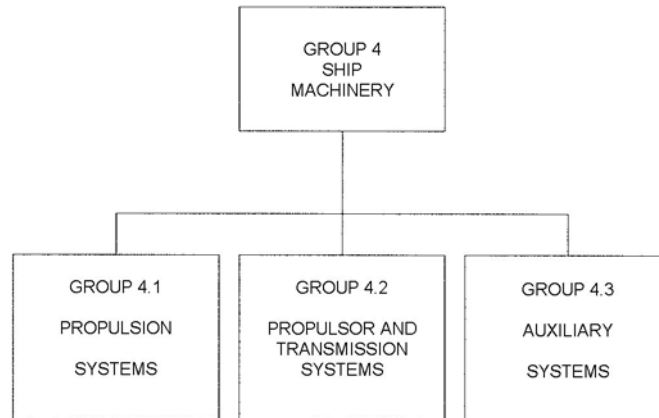 GROUP 4
SHIP
MACHINERY
GROUP 4.1
PROPULSION
SYSTEMS
GROUP 4.2
PROPULSOR AND
TRANSMISSION
SYSTEMS
GROUP 4.3
AUXILIARY
SYSTEMS